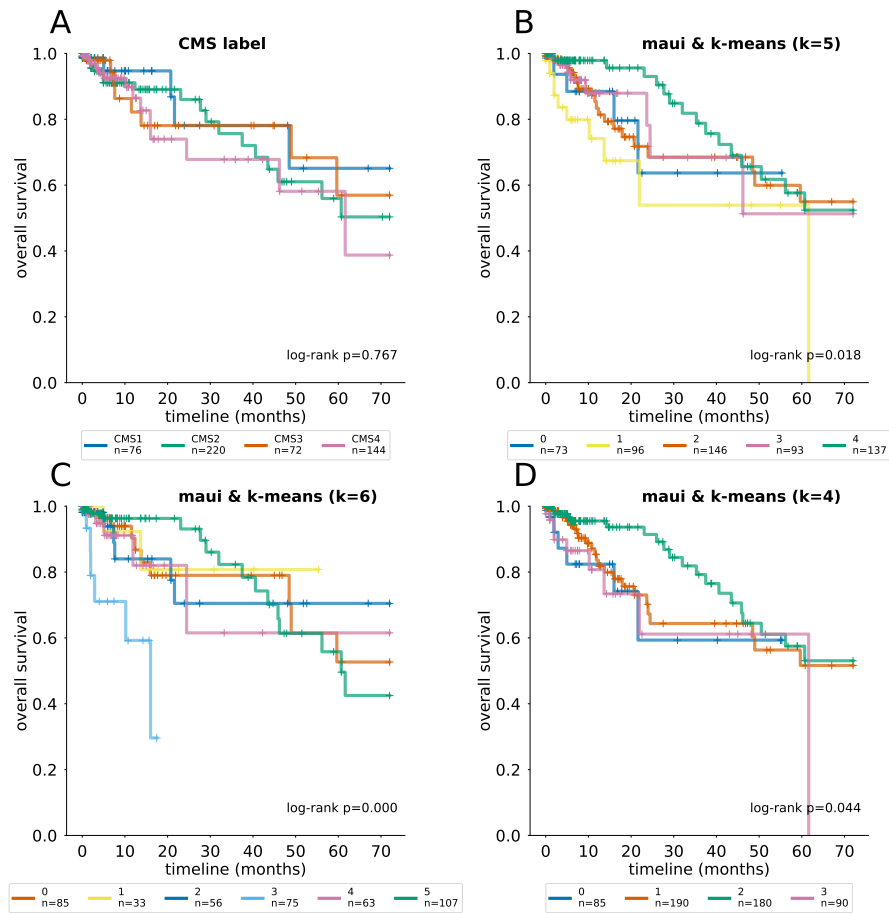 A
CMS label
1.0
0.8
0.6
0.4
0.2
0.0
overall survival
log-rank p=0.767
0 10 20 30 40 50 60 70
timeline (months)
CMS1 CMS2 CMS3 CMS4
n=76 n=220 n=72 n=144
B
maui & k-means (k=5)
1.0
0.8
0.6
0.4
0.2
0.0
overall survival
log-rank p=0.018
0 10 20 30 40 50 60 70
timeline (months)
0 1 2 3 4
n=73 n=96 n=146 n=93 n=137
C
maui & k-means (k=6)
1.0
0.8
0.6
0.4
0.2
0.0
overall survival
log-rank p=0.000
0 10 20 30 40 50 60 70
timeline (months)
0 1 2 3 4 5
n=85 n=33 n=56 n=75 n=63 n=107
D
maui & k-means (k=4)
1.0
0.8
0.6
0.4
0.2
0.0
overall survival
log-rank p=0.044
0 10 20 30 40 50 60 70
timeline (months)
0 1 2 3
n=85 n=190 n=180 n=90